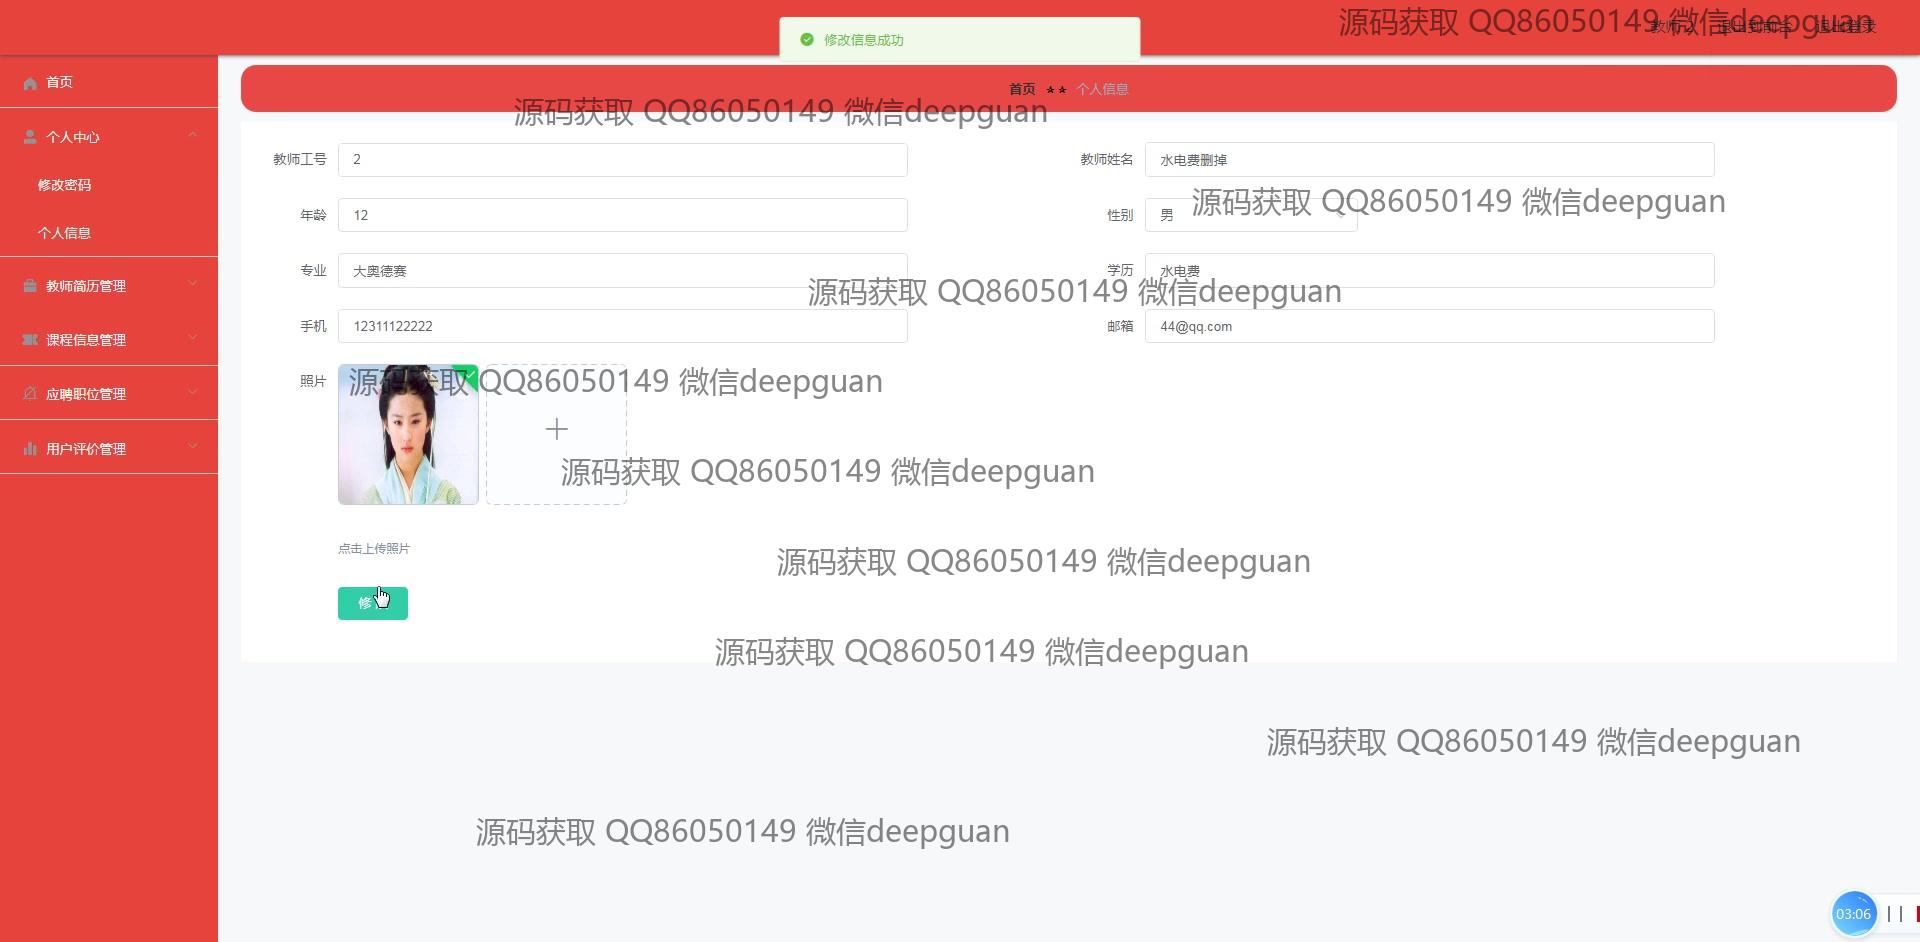 源码获取 QQ86050149 微信deepguan
修改信息成功
首页
首页 ★★ 个人信息
源码获取 QQ86050149 微信deepguan
个人中心
教师工号 2
教师姓名 水电费删掉
修改密码
源码获取 QQ86050149 微信deepguan
年龄 12
性别 男
个人信息
专业 大奥德赛
学历 水电费
教师简历管理
源码获取 QQ86050149 微信deepguan
手机 12311122222
邮箱 44@qq.com
课程信息管理
照片
源码获取 QQ86050149 微信deepguan
应聘职位管理
用户评价管理
源码获取 QQ86050149 微信deepguan
点击上传照片
源码获取 QQ86050149 微信deepguan
修
源码获取 QQ86050149 微信deepguan
源码获取 QQ86050149 微信deepguan
源码获取 QQ86050149 微信deepguan
03:06